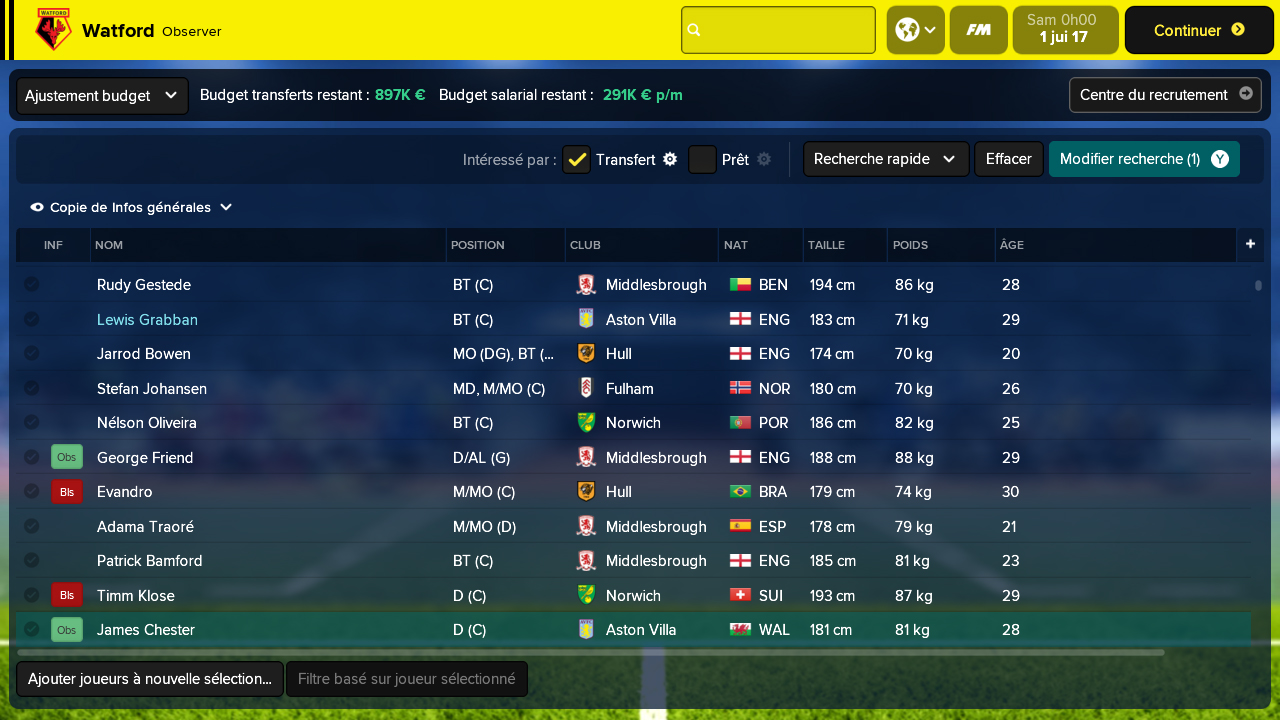 WATFORD
Watford Observer
FM
Sam 0h00
1 jui 17
Continuer
Ajustement budget
Budget transferts restant : 897K € Budget salarial restant : 291K € p/m
Centre du recrutement
Intéressé par : Transfert Prêt
Recherche rapide
Effacer
Modifier recherche (1) Y
Copie de Infos générales
INF NOM POSITION CLUB NAT TAILLE POIDS ÂGE +
Rudy Gestede BT (C) Middlesbrough BEN 194 cm 86 kg 28
Lewis Grabban BT (C) Aston Villa ENG 183 cm 71 kg 29
Jarrod Bowen MO (DG), BT (... Hull ENG 174 cm 70 kg 20
Stefan Johansen MD, M/MO (C) Fulham NOR 180 cm 70 kg 26
Nélson Oliveira BT (C) Norwich POR 186 cm 82 kg 25
Obs George Friend D/AL (G) Middlesbrough ENG 188 cm 88 kg 29
Bls Evandro M/MO (C) Hull BRA 179 cm 74 kg 30
Adama Traoré M/MO (D) Middlesbrough ESP 178 cm 79 kg 21
Patrick Bamford BT (C) Middlesbrough ENG 185 cm 81 kg 23
Bls Timm Klose D (C) Norwich SUI 193 cm 87 kg 29
Obs James Chester D (C) Aston Villa WAL 181 cm 81 kg 28
Ajouter joueurs à nouvelle sélection...
Filtre basé sur joueur sélectionné